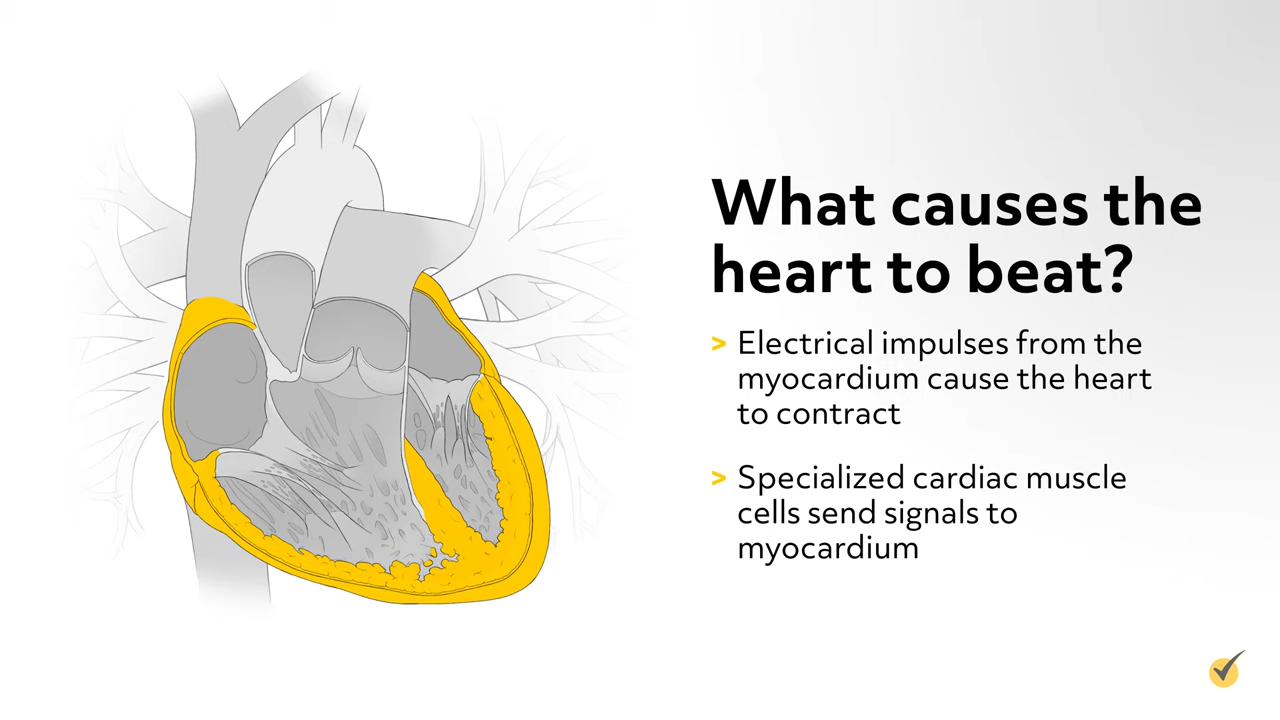 What causes the
heart to beat?
> Electrical impulses from the
myocardium cause the heart
to contract
> Specialized cardiac muscle
cells send signals to
myocardium